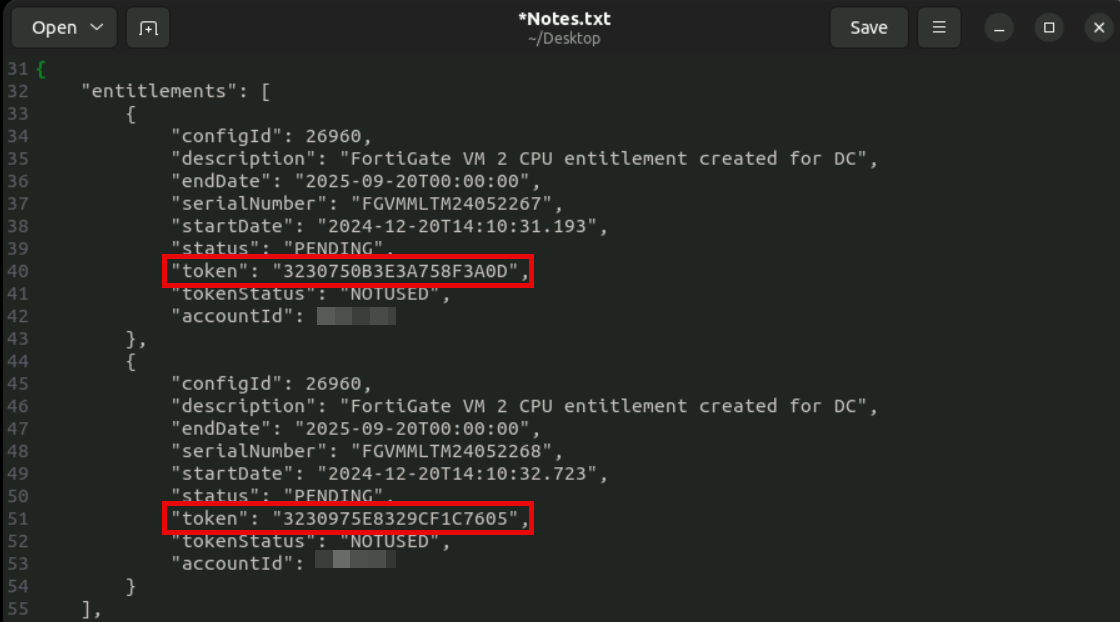 Open
*Notes.txt
~/Desktop
Save
31 {
32 "entitlements": [
33 {
34 "configId": 26960,
35 "description": "FortiGate VM 2 CPU entitlement created for DC",
36 "endDate": "2025-09-20T00:00:00",
37 "serialNumber": "FGVMMLTM24052267",
38 "startDate": "2024-12-20T14:10:31.193",
39 "status": "PENDING",
40 "token": "3230750B3E3A758F3A0D",
41 "tokenStatus": "NOTUSED",
42 "accountId":
43 },
44 {
45 "configId": 26960,
46 "description": "FortiGate VM 2 CPU entitlement created for DC",
47 "endDate": "2025-09-20T00:00:00",
48 "serialNumber": "FGVMMLTM24052268",
49 "startDate": "2024-12-20T14:10:32.723",
50 "status": "PENDING",
51 "token": "3230975E8329CF1C7605",
52 "tokenStatus": "NOTUSED",
53 "accountId":
54 }
55 ],